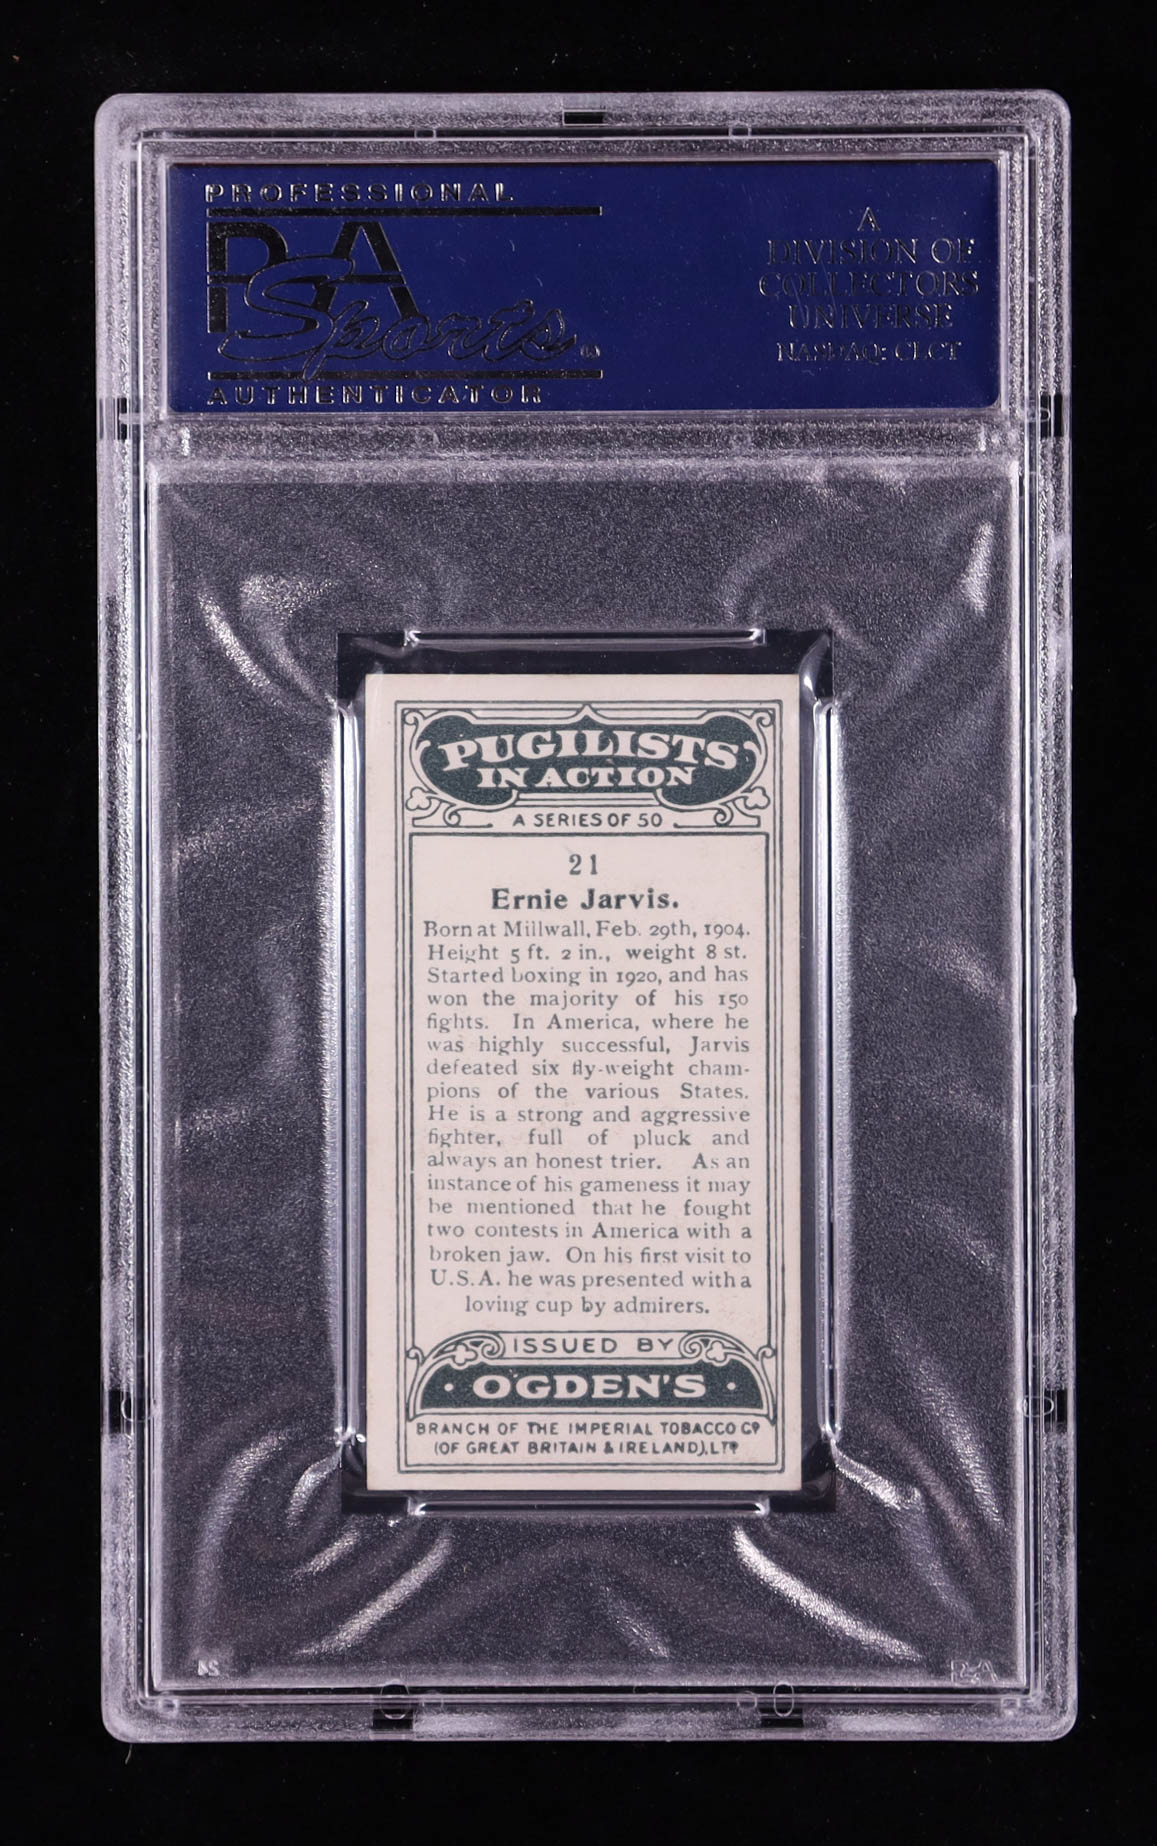 PROFESSIONAL
PSA
Sports ®
AUTHENTICATOR
A
DIVISION OF
COLLECTORS
UNIVERSE
NASDAQ: CLCT
PUGILISTS
IN ACTION
A SERIES OF 50
21
Ernie Jarvis.
Born at Millwall, Feb. 29th, 1904.
Height 5 ft. 2 in., weight 8 st.
Started boxing in 1920, and has
won the majority of his 150
fights. In America, where he
was highly successful, Jarvis
defeated six fly-weight cham-
pions of the various States.
He is a strong and aggressive
fighter, full of pluck and
always an honest trier. As an
instance of his gameness it may
be mentioned that he fought
two contests in America with a
broken jaw. On his first visit to
U.S.A. he was presented with a
loving cup by admirers.
ISSUED BY
· OGDEN'S ·
BRANCH OF THE IMPERIAL TOBACCO Cº
(OF GREAT BRITAIN & IRELAND), LTD
PSA